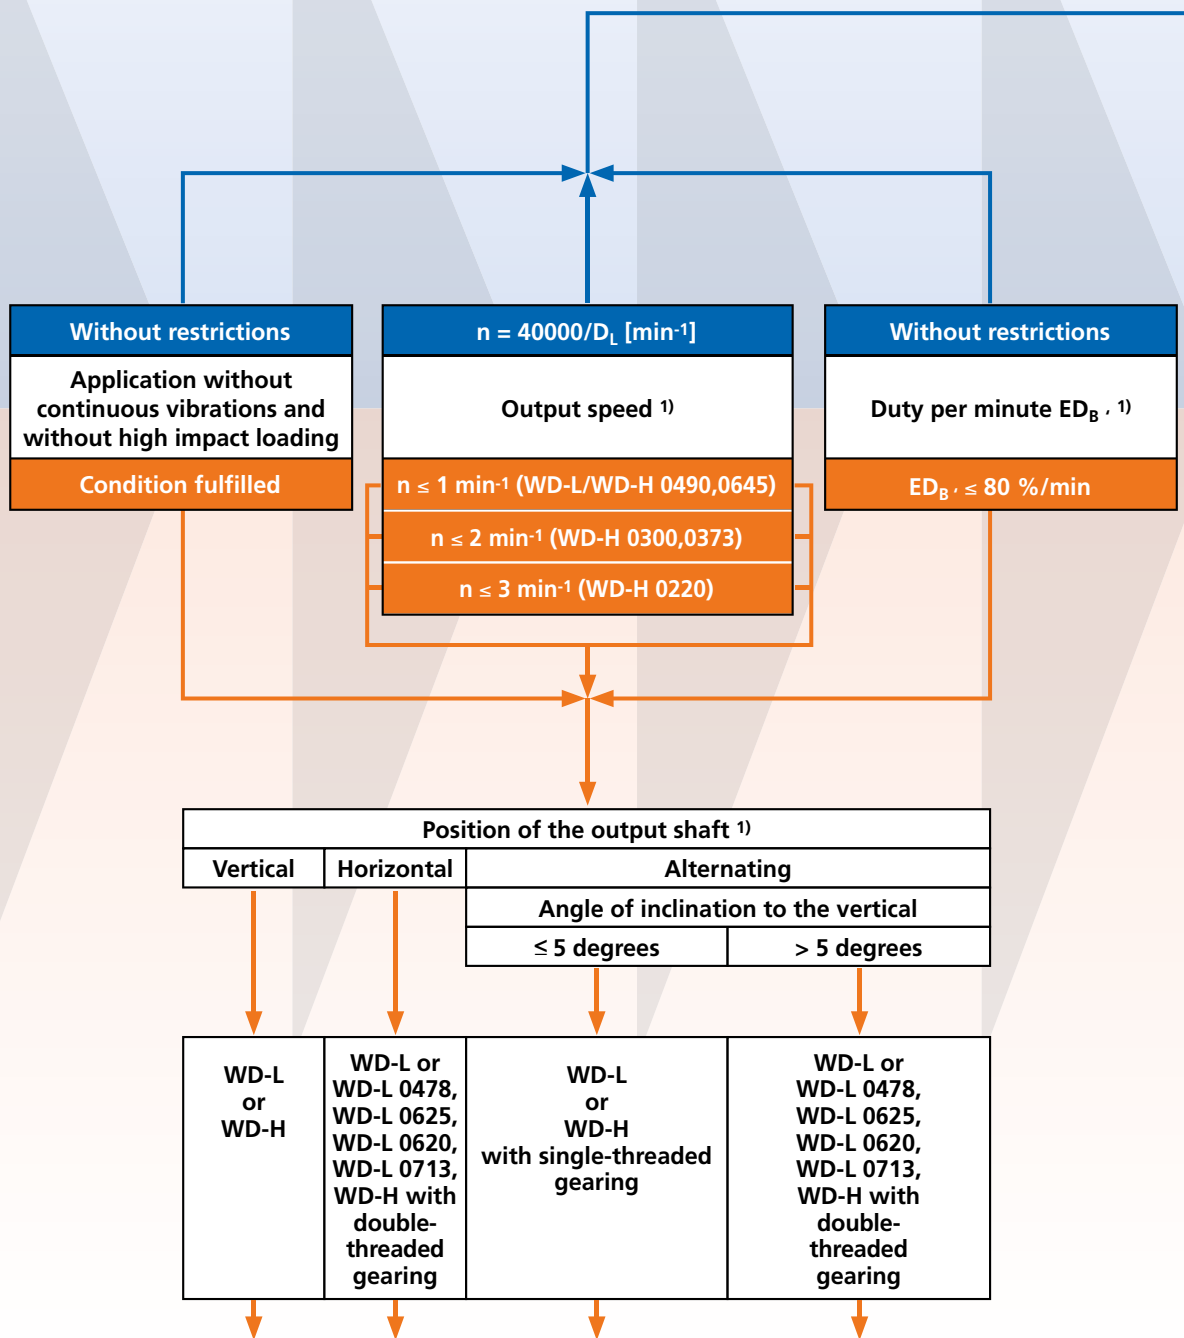 Without restrictions
Application without
continuous vibrations and
without high impact loading
Condition fulfilled
n = 40000/D_L [min⁻¹]
Output speed ¹⁾
n ≤ 1 min⁻¹ (WD-L/WD-H 0490,0645)
n ≤ 2 min⁻¹ (WD-H 0300,0373)
n ≤ 3 min⁻¹ (WD-H 0220)
Without restrictions
Duty per minute ED_B , ¹⁾
ED_B , ≤ 80 %/min
Position of the output shaft ¹⁾
Vertical
Horizontal
Alternating
Angle of inclination to the vertical
≤ 5 degrees
> 5 degrees
WD-L
or
WD-H
WD-L or
WD-L 0478,
WD-L 0625,
WD-L 0620,
WD-L 0713,
WD-H with
double-
threaded
gearing
WD-L
or
WD-H
with single-threaded
gearing
WD-L or
WD-L 0478,
WD-L 0625,
WD-L 0620,
WD-L 0713,
WD-H with
double-
threaded
gearing